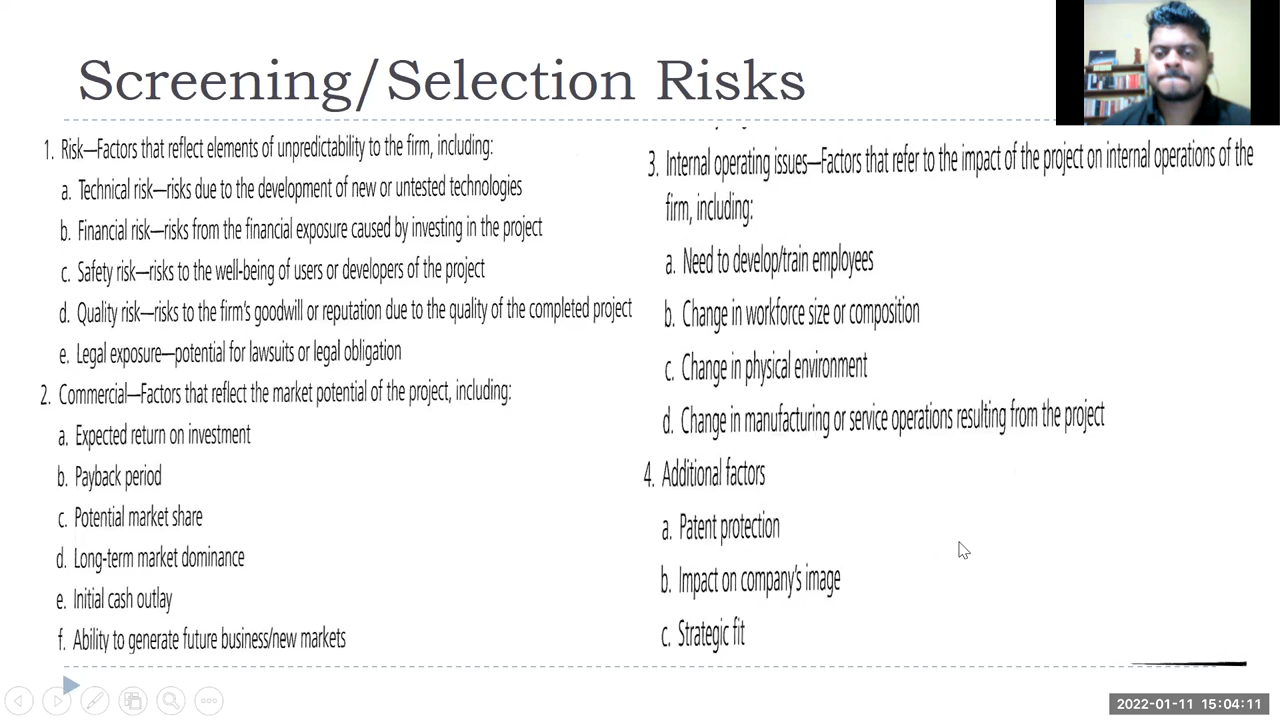 Screening/Selection Risks
1. Risk—Factors that reflect elements of unpredictability to the firm, including:
a. Technical risk—risks due to the development of new or untested technologies
b. Financial risk—risks from the financial exposure caused by investing in the project
c. Safety risk—risks to the well-being of users or developers of the project
d. Quality risk—risks to the firm's goodwill or reputation due to the quality of the completed project
e. Legal exposure—potential for lawsuits or legal obligation
2. Commercial—Factors that reflect the market potential of the project, including:
a. Expected return on investment
b. Payback period
c. Potential market share
d. Long-term market dominance
e. Initial cash outlay
f. Ability to generate future business/new markets
3. Internal operating issues—Factors that refer to the impact of the project on internal operations of the
firm, including:
a. Need to develop/train employees
b. Change in workforce size or composition
c. Change in physical environment
d. Change in manufacturing or service operations resulting from the project
4. Additional factors
a. Patent protection
b. Impact on company's image
c. Strategic fit
2022-01-11 15:04:11